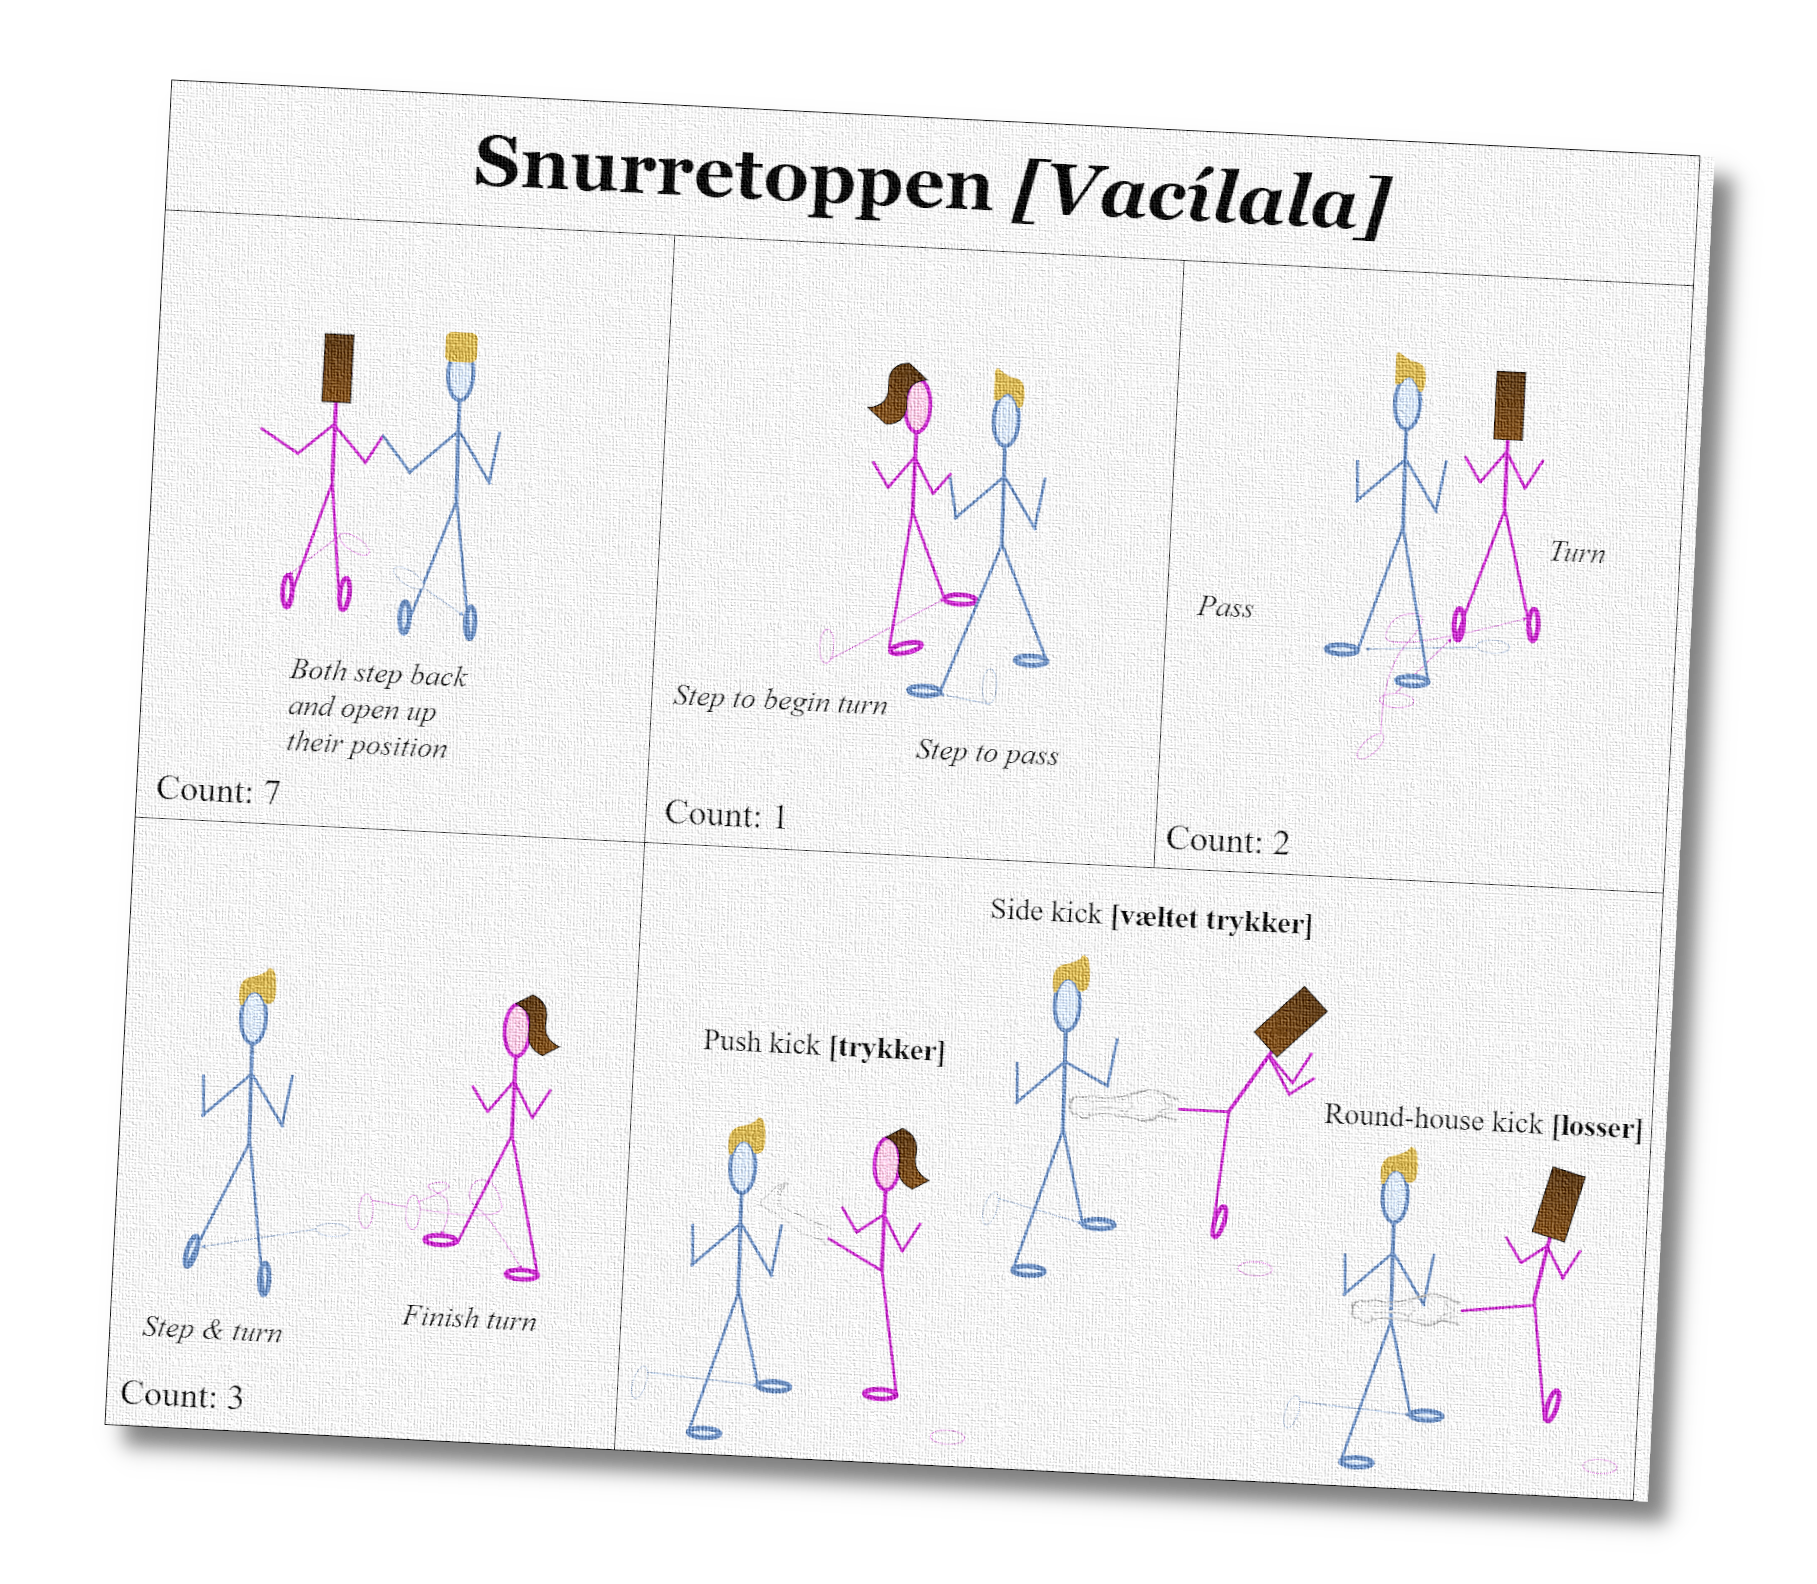 Snurretoppen [Vacílala]
Both step back
and open up
their position
Count: 7
Step to begin turn
Step to pass
Count: 1
Pass
Turn
Count: 2
Step & turn
Finish turn
Count: 3
Side kick [væltet trykker]
Push kick [trykker]
Round-house kick [losser]